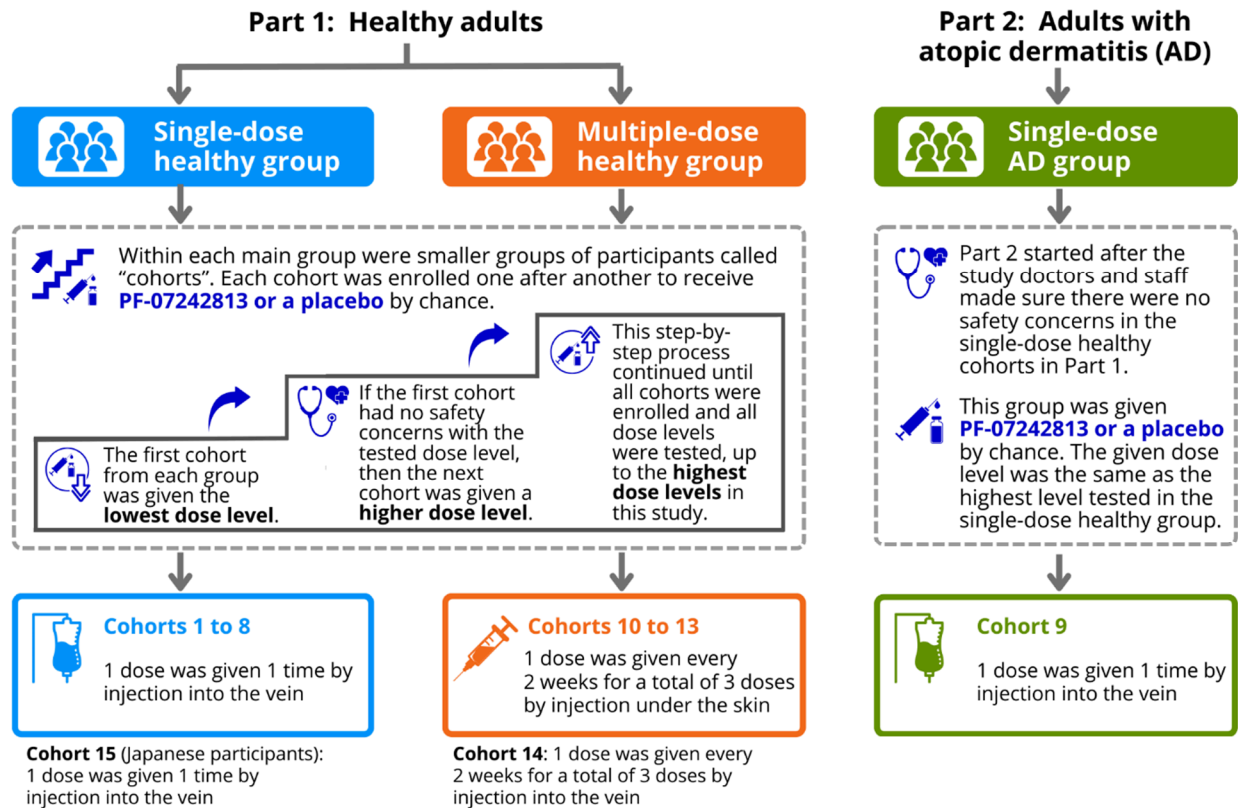 Part 1:  Healthy adults
Single-dose
healthy group
Multiple-dose
healthy group
Within each main group were smaller groups of participants called
“cohorts”. Each cohort was enrolled one after another to receive
PF-07242813 or a placebo by chance.
The first cohort
from each group
was given the
lowest dose level.
If the first cohort
had no safety
concerns with the
tested dose level,
then the next
cohort was given a
higher dose level.
This step-by-
step process
continued until
all cohorts were
enrolled and all
dose levels
were tested, up
to the highest
dose levels in
this study.
Cohorts 1 to 8
1 dose was given 1 time by
injection into the vein
Cohort 15 (Japanese participants):
1 dose was given 1 time by
injection into the vein
Cohorts 10 to 13
1 dose was given every
2 weeks for a total of 3 doses
by injection under the skin
Cohort 14: 1 dose was given every
2 weeks for a total of 3 doses by
injection into the vein
Part 2:  Adults with
atopic dermatitis (AD)
Single-dose
AD group
Part 2 started after the
study doctors and staff
made sure there were no
safety concerns in the
single-dose healthy
cohorts in Part 1.
This group was given
PF-07242813 or a placebo
by chance. The given dose
level was the same as the
highest level tested in the
single-dose healthy group.
Cohort 9
1 dose was given 1 time by
injection into the vein